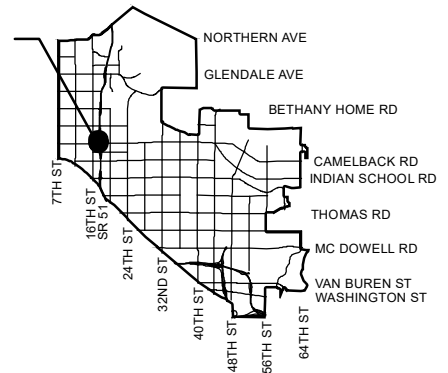 NORTHERN AVE
GLENDALE AVE
BETHANY HOME RD
CAMELBACK RD
INDIAN SCHOOL RD
THOMAS RD
MC DOWELL RD
VAN BUREN ST
WASHINGTON ST
7TH ST
16TH ST
SR 51
24TH ST
32ND ST
40TH ST
48TH ST
56TH ST
64TH ST